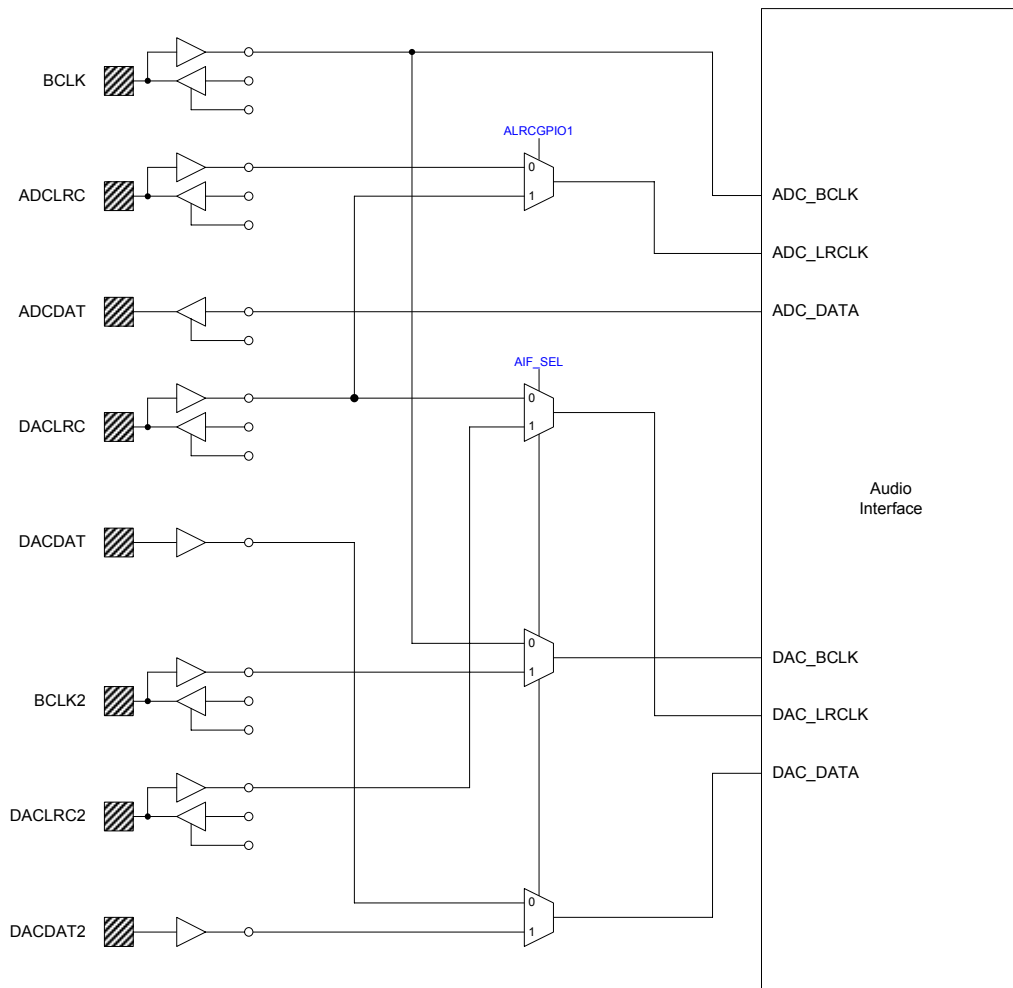 BCLK
ALRCGPIO1
0
ADCLRC
1
ADC_BCLK
ADC_LRCLK
ADCDAT
ADC_DATA
AIF_SEL
0
DACLRC
1
Audio
Interface
DACDAT
0
DAC_BCLK
1
BCLK2
DAC_LRCLK
DAC_DATA
DACLRC2
0
DACDAT2
1